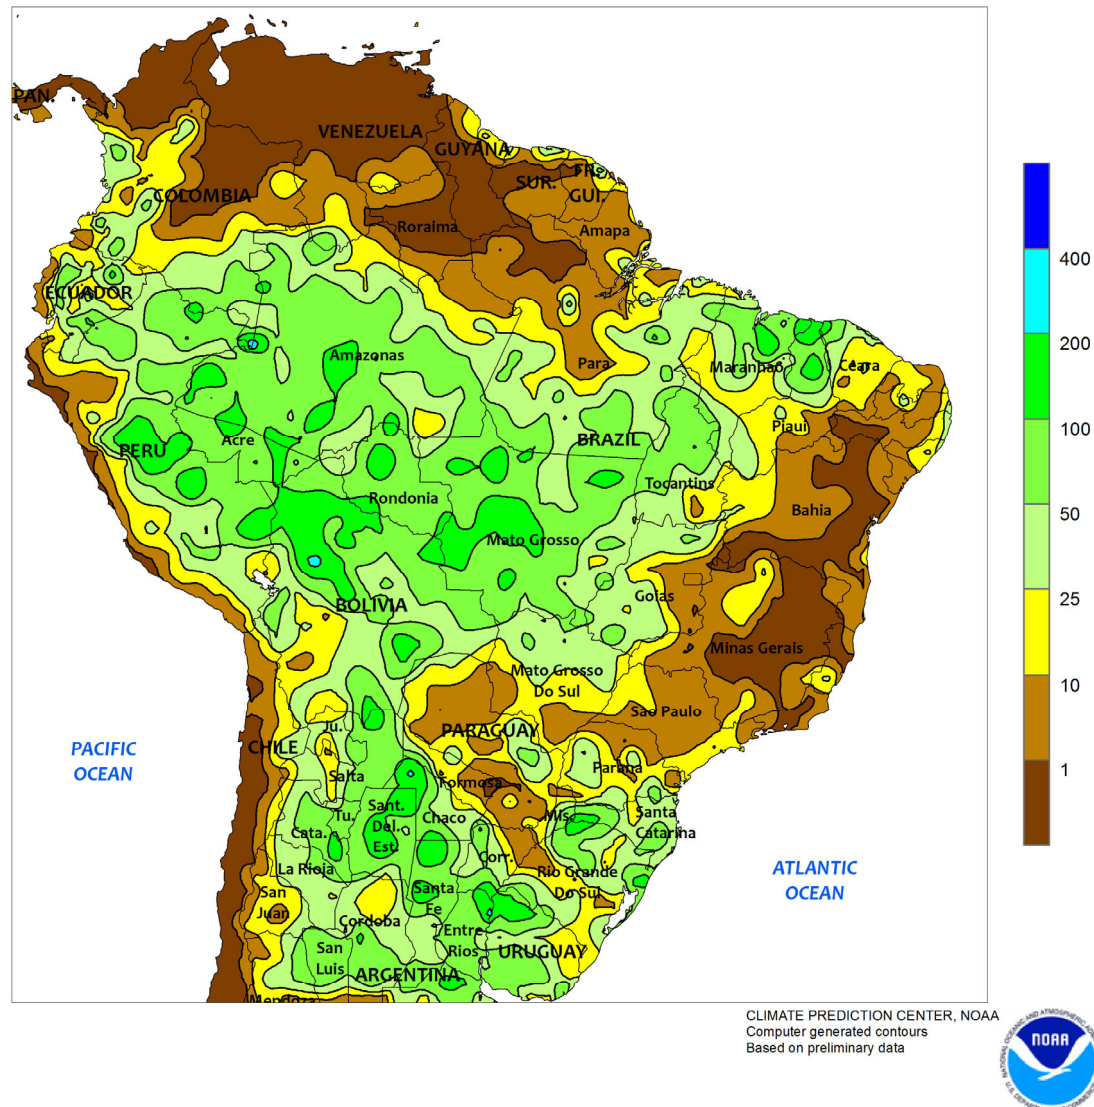 PAN.
VENEZUELA
GUYANA
SUR.
FR.
GUI.
COLOMBIA
Roraima
Amapa
ECUADOR
Amazonas
Para
Maranhao
Ceara
PERU
Acre
BRAZIL
Piaui
Tocantins
Rondonia
Bahia
Mato Grosso
BOLIVIA
Goias
Minas Gerais
Mato Grosso
Do Sul
Sao Paulo
PARAGUAY
Ju.
CHILE
Salta
Formosa
Parana
Sant.
Del.
Est.
Tu.
Cata.
Chaco
Mis.
Santa
Catarina
Corr.
La Rioja
Rio Grande
Do Sul
San
Juan
Santa
Fe
Cordoba
Entre
Rios
URUGUAY
San
Luis
ARGENTINA
Mendoza
PACIFIC
OCEAN
ATLANTIC
OCEAN
400
200
100
50
25
10
1
CLIMATE PREDICTION CENTER, NOAA
Computer generated contours
Based on preliminary data
NOAA